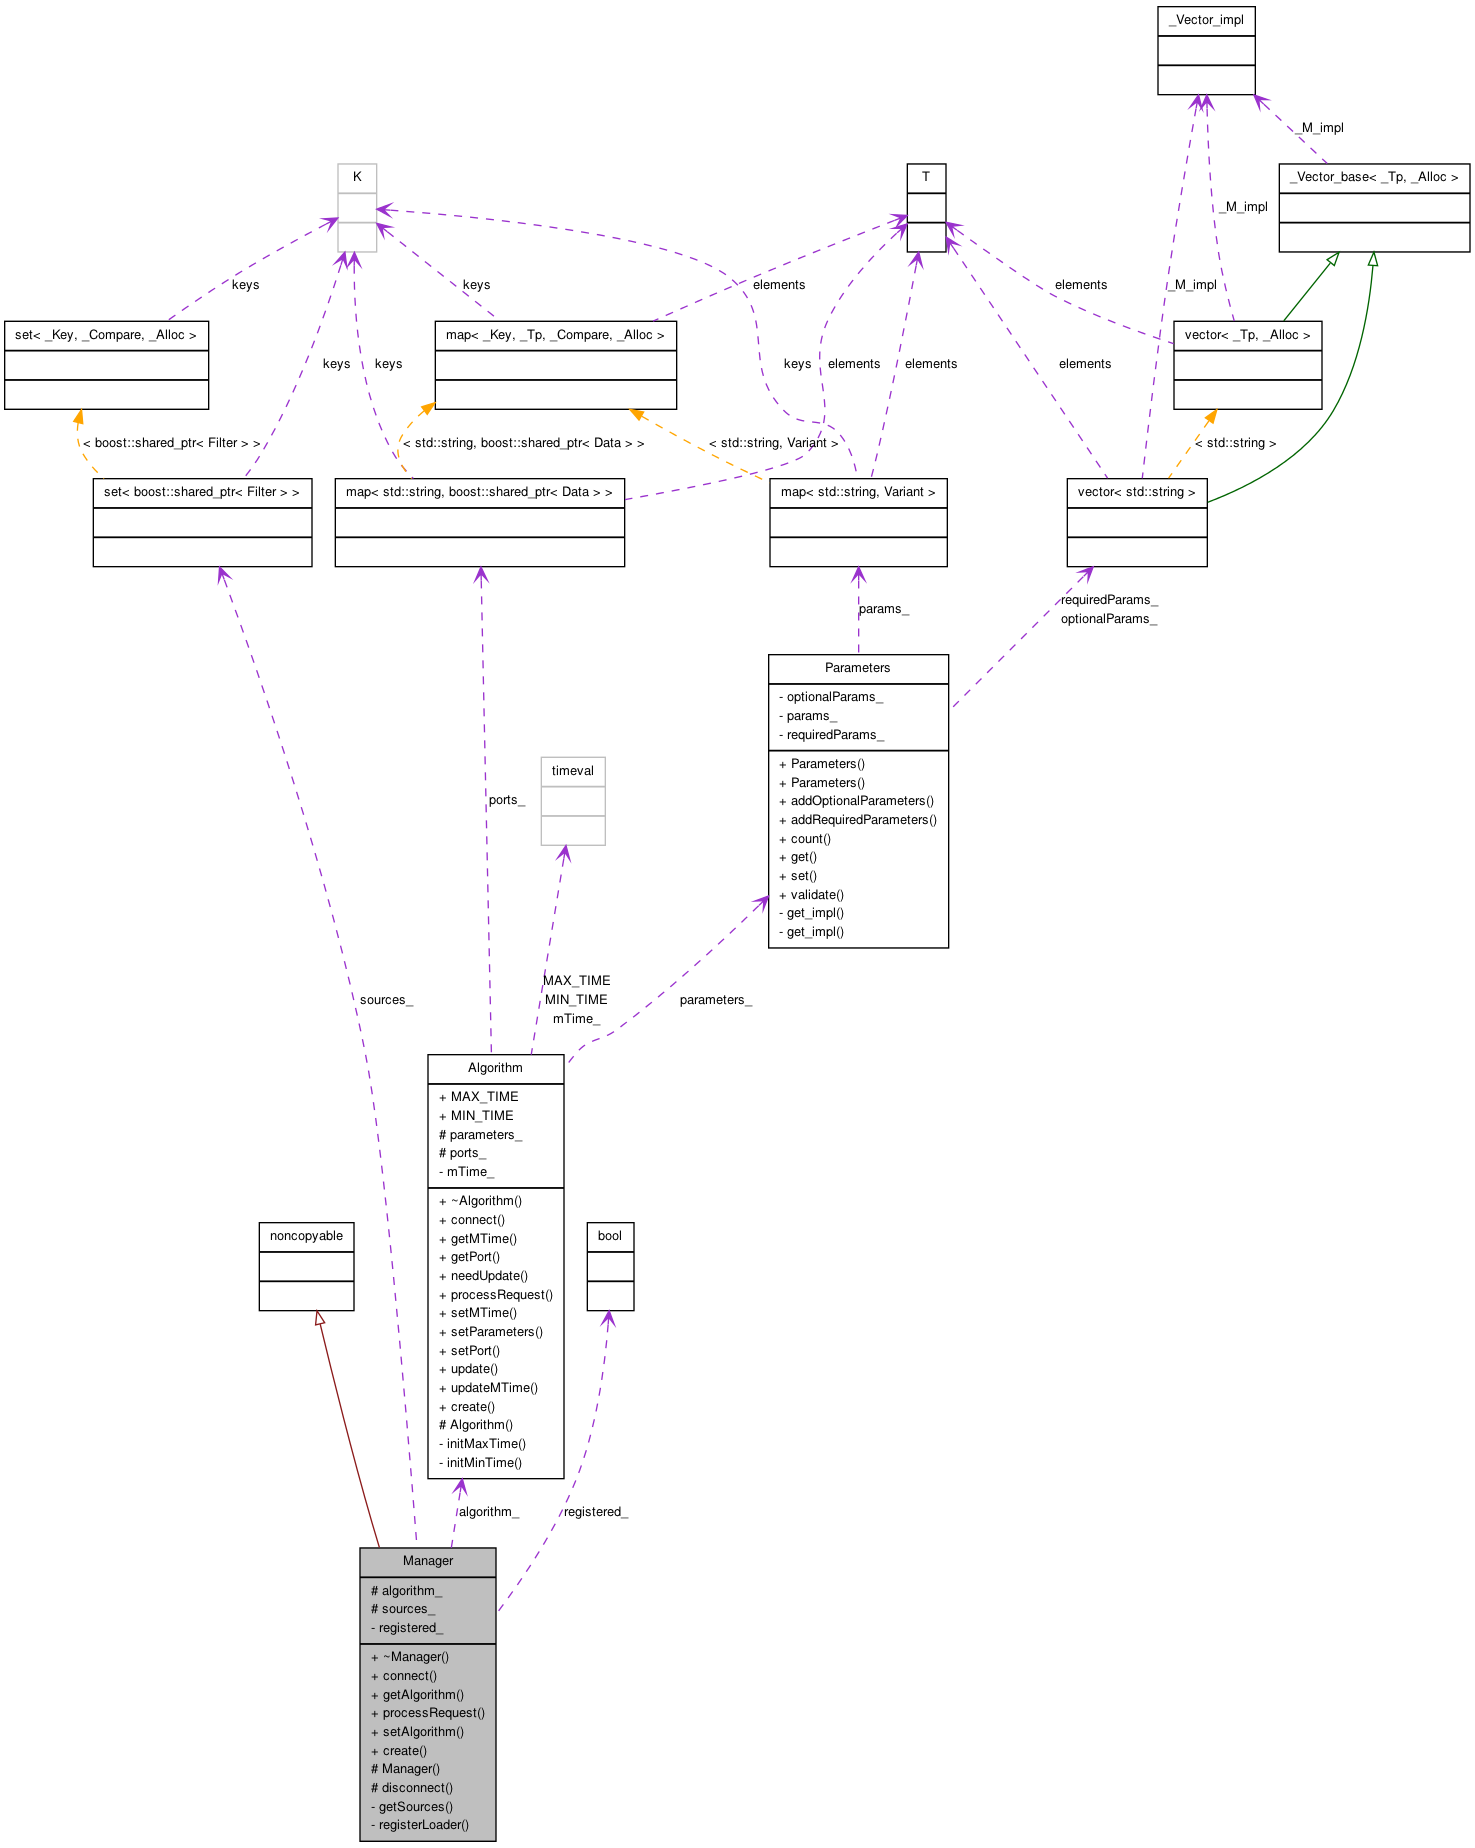 _Vector_impl
_M_impl
K
T
_Vector_base< _Tp, _Alloc >
_M_impl
keys
keys
elements
elements
_M_impl
set< _Key, _Compare, _Alloc >
map< _Key, _Tp, _Compare, _Alloc >
vector< _Tp, _Alloc >
keys
keys
keys
elements
elements
elements
< boost::shared_ptr< Filter > >
< std::string, boost::shared_ptr< Data > >
< std::string, Variant >
< std::string >
set< boost::shared_ptr< Filter > >
map< std::string, boost::shared_ptr< Data > >
map< std::string, Variant >
vector< std::string >
params_
requiredParams_
optionalParams_
Parameters
- optionalParams_
- params_
- requiredParams_
+ Parameters()
+ Parameters()
+ addOptionalParameters()
+ addRequiredParameters()
+ count()
+ get()
+ set()
+ validate()
- get_impl()
- get_impl()
timeval
ports_
sources_
MAX_TIME
MIN_TIME
mTime_
parameters_
Algorithm
+ MAX_TIME
+ MIN_TIME
# parameters_
# ports_
- mTime_
+ ~Algorithm()
+ connect()
+ getMTime()
+ getPort()
+ needUpdate()
+ processRequest()
+ setMTime()
+ setParameters()
+ setPort()
+ update()
+ updateMTime()
+ create()
# Algorithm()
- initMaxTime()
- initMinTime()
noncopyable
bool
algorithm_
registered_
Manager
# algorithm_
# sources_
- registered_
+ ~Manager()
+ connect()
+ getAlgorithm()
+ processRequest()
+ setAlgorithm()
+ create()
# Manager()
# disconnect()
- getSources()
- registerLoader()